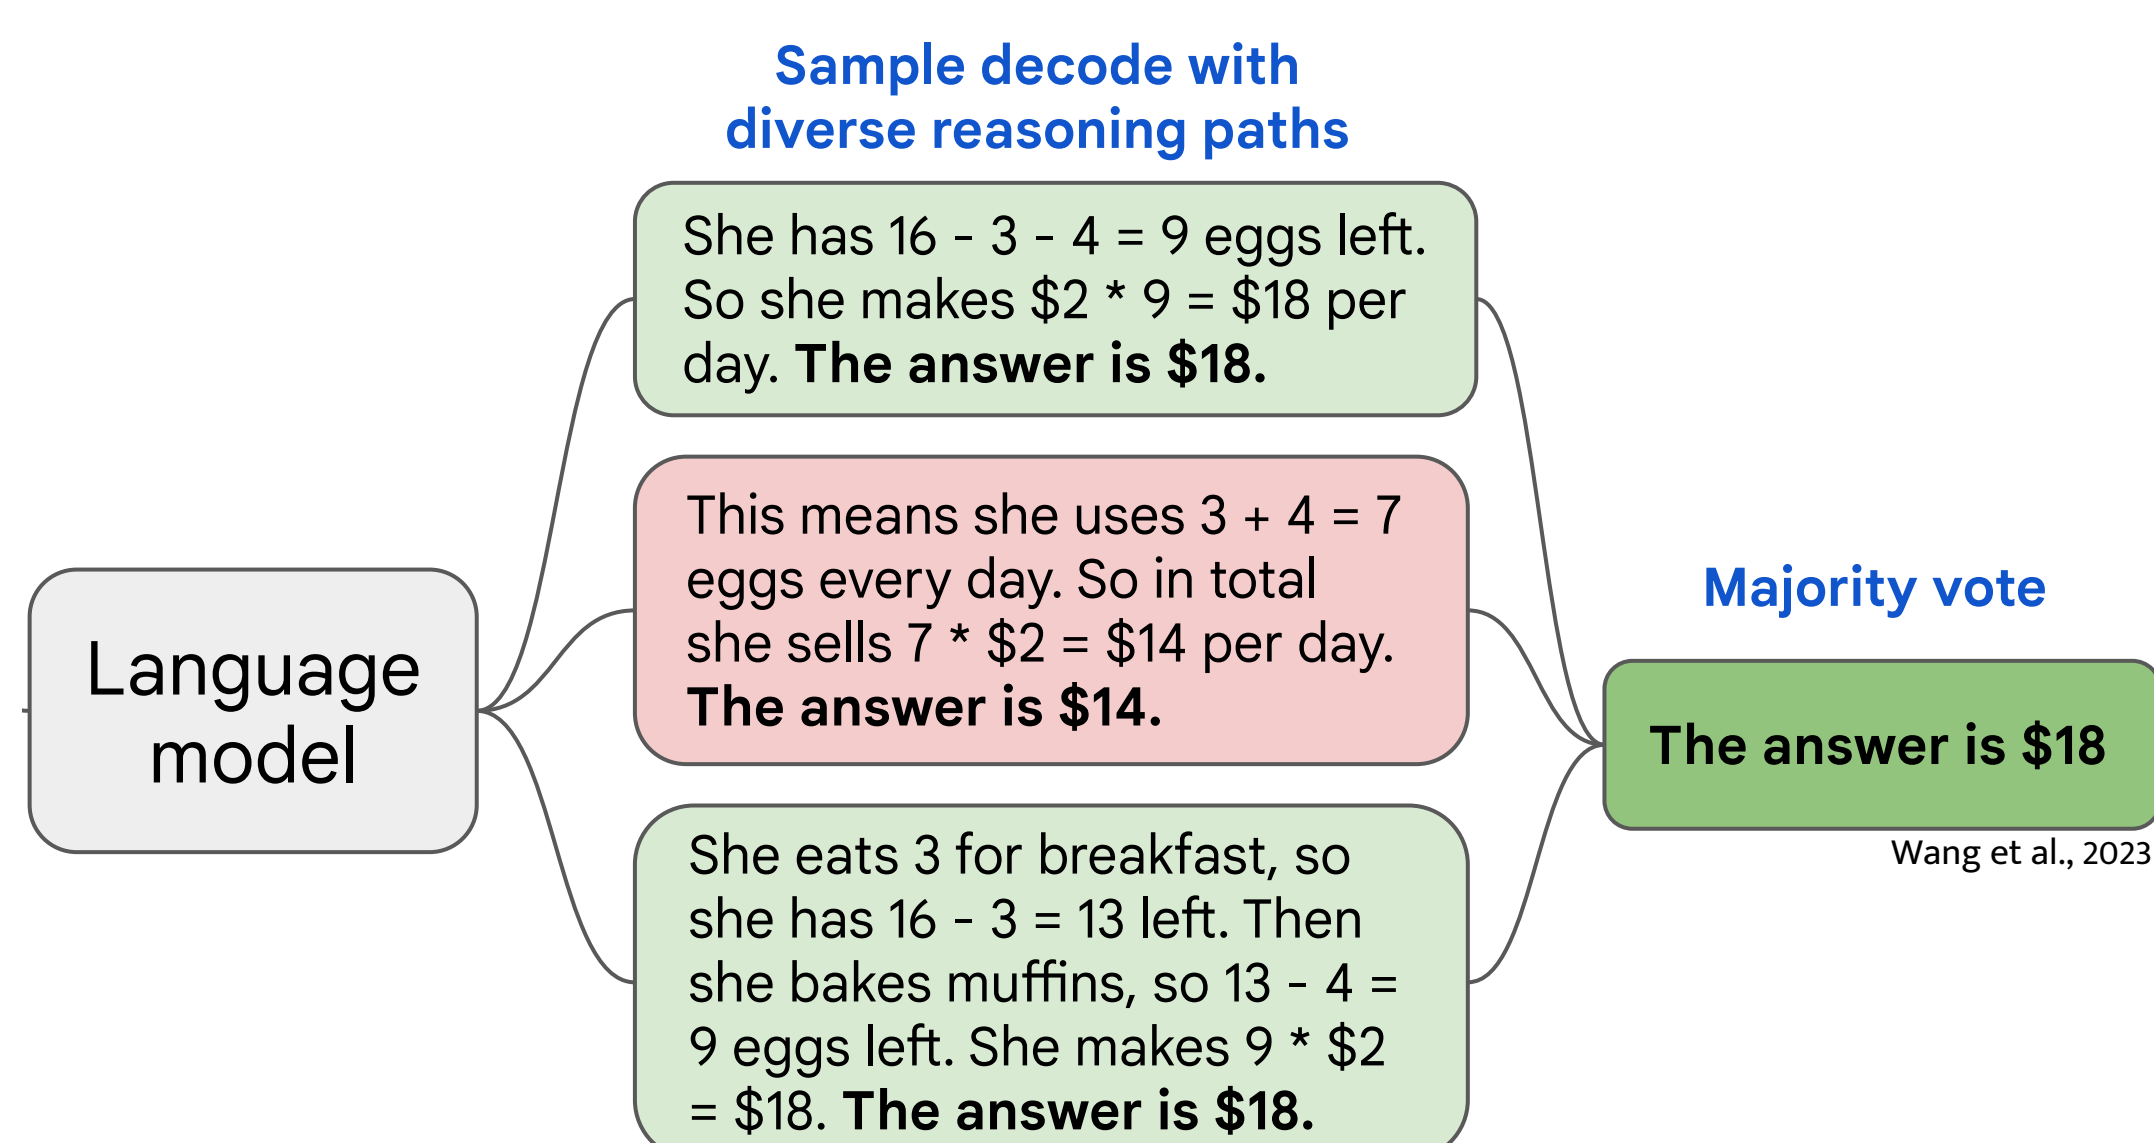 Sample decode with
diverse reasoning paths
She has 16 - 3 - 4 = 9 eggs left.
So she makes $2 * 9 = $18 per
day. The answer is $18.
This means she uses 3 + 4 = 7
eggs every day. So in total
she sells 7 * $2 = $14 per day.
The answer is $14.
Language
model
She eats 3 for breakfast, so
she has 16 - 3 = 13 left. Then
she bakes muffins, so 13 - 4 =
9 eggs left. She makes 9 * $2
= $18. The answer is $18.
Majority vote
The answer is $18
Wang et al., 2023